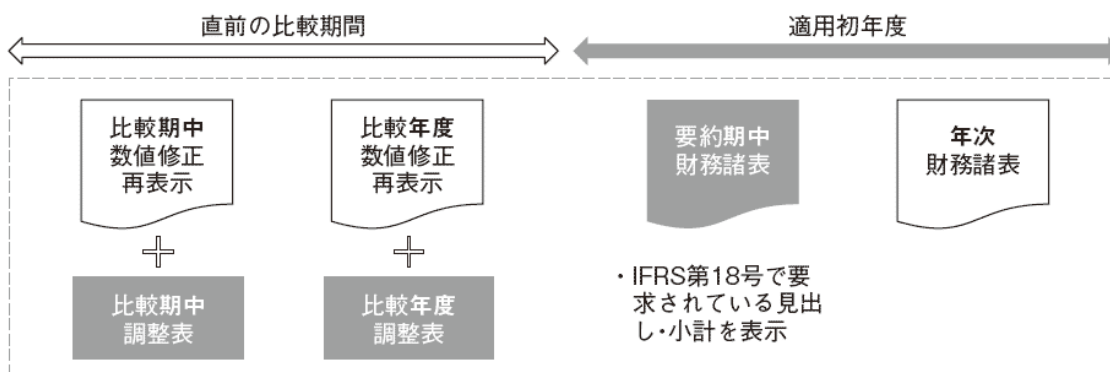 直前の比較期間
適用初年度
比較期中
数値修正
再表示
比較年度
数値修正
再表示
要約期中
財務諸表
年次
財務諸表
比較期中
調整表
比較年度
調整表
・IFRS第18号で要
求されている見出
し・小計を表示